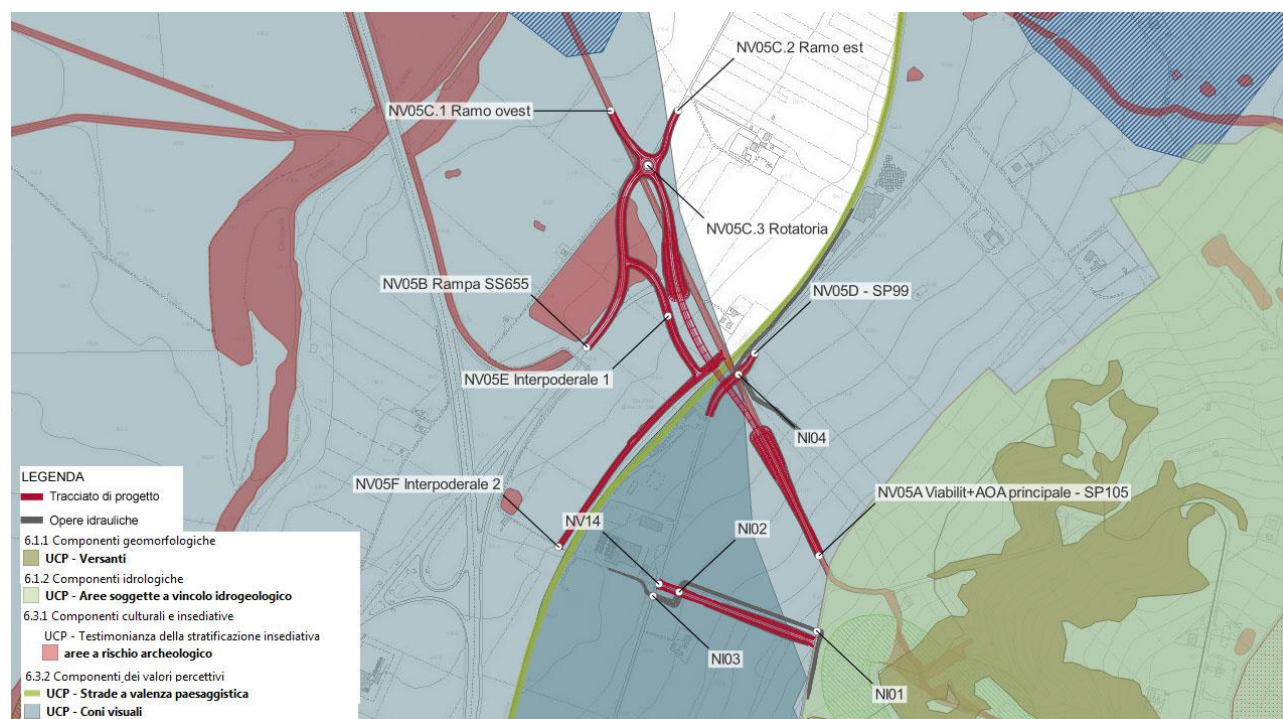 NV05C.2 Ramo est
NV05C.1 Ramo ovest
NV05C.3 Rotatoria
NV05B Rampa SS655
NV05D - SP99
NV05E Interpoderale 1
NI04
NV05F Interpoderale 2
NV05A Viabilit+AOA principale - SP105
NV14
NI02
NI03
NI01
LEGENDA
Tracciato di progetto
Opere idrauliche
6.1.1 Componenti geomorfologiche
UCP - Versanti
6.1.2 Componenti idrologiche
UCP - Aree soggette a vincolo idrogeologico
6.3.1 Componenti culturali e insediative
UCP - Testimonianza della stratificazione insediativa
aree a rischio archeologico
6.3.2 Componenti dei valori percettivi
UCP - Strade a valenza paesaggistica
UCP - Coni visuali